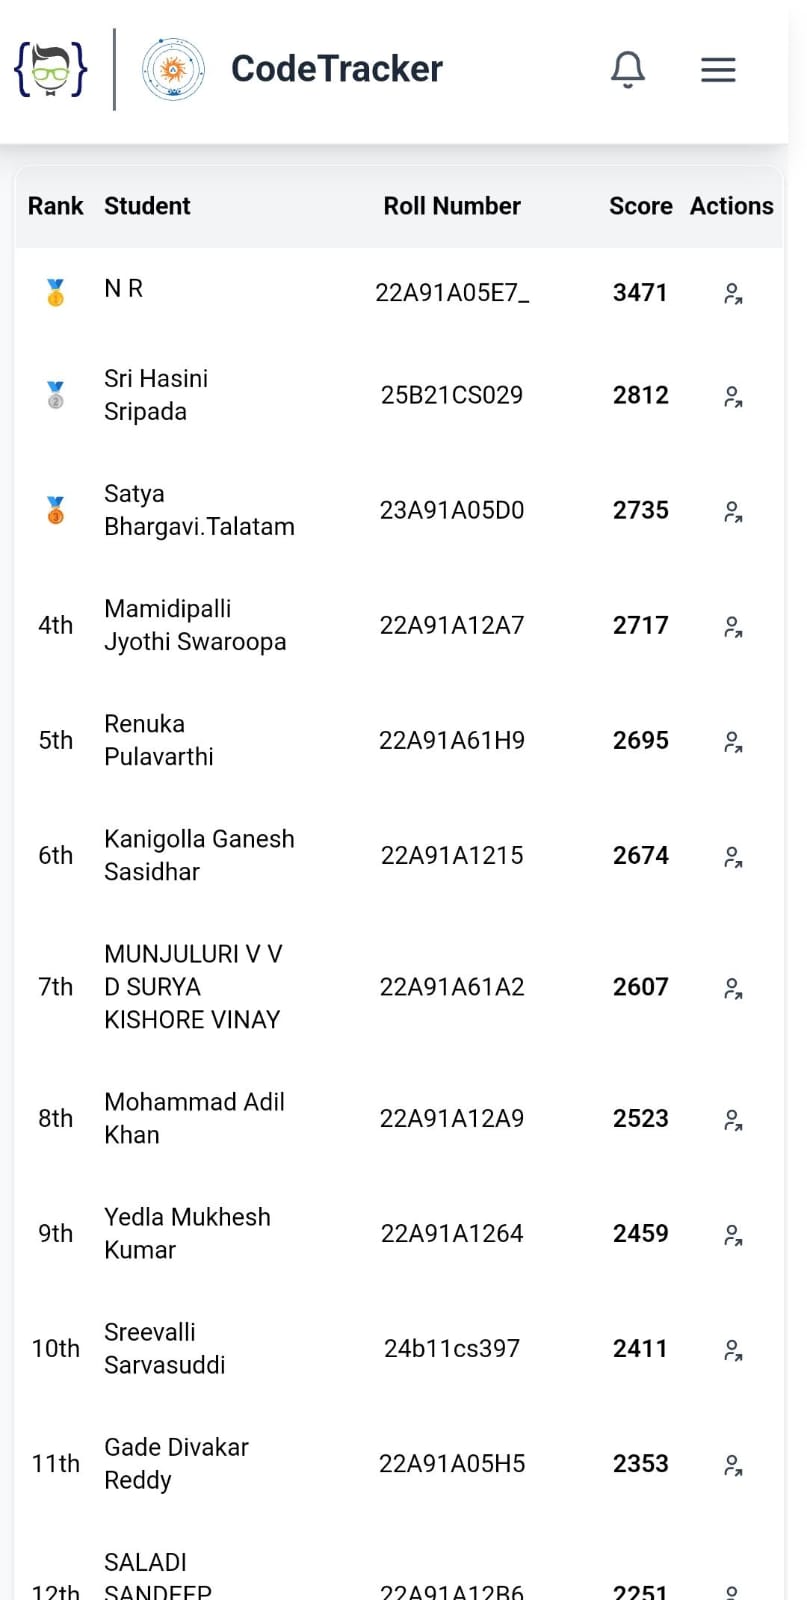 CodeTracker
Rank Student Roll Number Score Actions
N R 22A91A05E7_ 3471
Sri Hasini
Sripada 25B21CS029 2812
Satya
Bhargavi.Talatam 23A91A05D0 2735
4th Mamidipalli
Jyothi Swaroopa 22A91A12A7 2717
5th Renuka
Pulavarthi 22A91A61H9 2695
6th Kanigolla Ganesh
Sasidhar 22A91A1215 2674
MUNJULURI V V
7th D SURYA 22A91A61A2 2607
KISHORE VINAY
8th Mohammad Adil
Khan 22A91A12A9 2523
9th Yedla Mukhesh
Kumar 22A91A1264 2459
10th Sreevalli
Sarvasuddi 24b11cs397 2411
11th Gade Divakar
Reddy 22A91A05H5 2353
SALADI
12th SANDEEP 22A91A12B6 2251